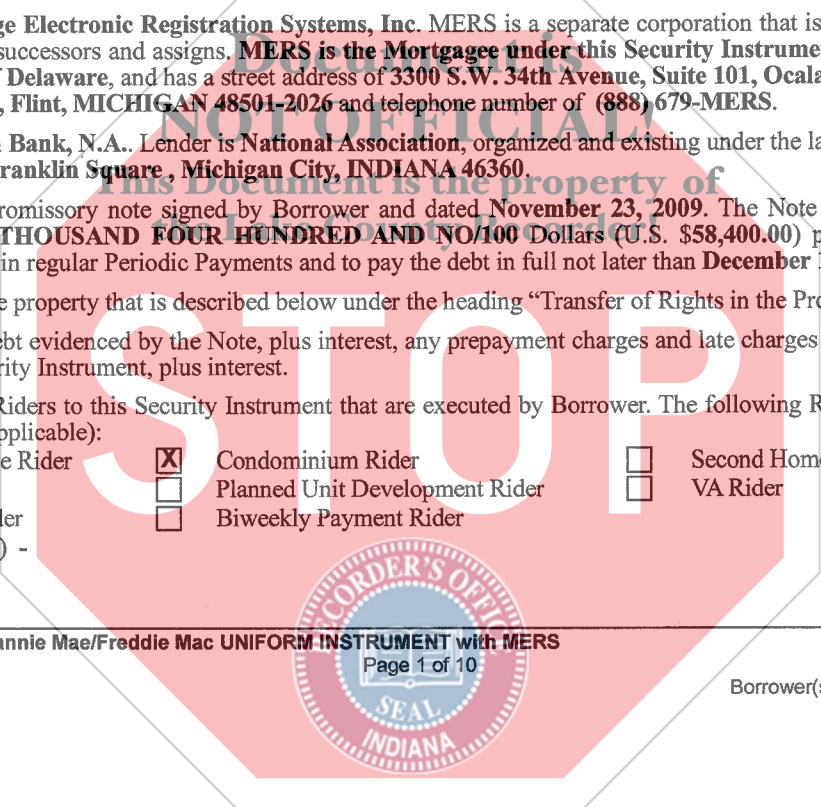 ge Electronic Registration Systems, Inc. MERS is a separate corporation that is
successors and assigns. MERS is the Mortgagee under this Security Instrume
f Delaware, and has a street address of 3300 S.W. 34th Avenue, Suite 101, Ocala
, Flint, MICHIGAN 48501-2026 and telephone number of (888) 679-MERS.
Bank, N.A.. Lender is National Association, organized and existing under the la
ranklin Square , Michigan City, INDIANA 46360.
romissory note signed by Borrower and dated November 23, 2009. The Note
THOUSAND FOUR HUNDRED AND NO/100 Dollars (U.S. $58,400.00) p
in regular Periodic Payments and to pay the debt in full not later than December
e property that is described below under the heading “Transfer of Rights in the Pro
ebt evidenced by the Note, plus interest, any prepayment charges and late charges
rity Instrument, plus interest.
Riders to this Security Instrument that are executed by Borrower. The following R
pplicable):
e Rider X Condominium Rider Second Home
Planned Unit Development Rider VA Rider
der Biweekly Payment Rider
) -
annie Mae/Freddie Mac UNIFORM INSTRUMENT with MERS
Page 1 of 10
Borrower(s
Document is
NOT OFFICIAL!
This Document is the property of
the Lake County Recorder!
STOP
RECORDER'S OFFICE
SEAL
INDIANA